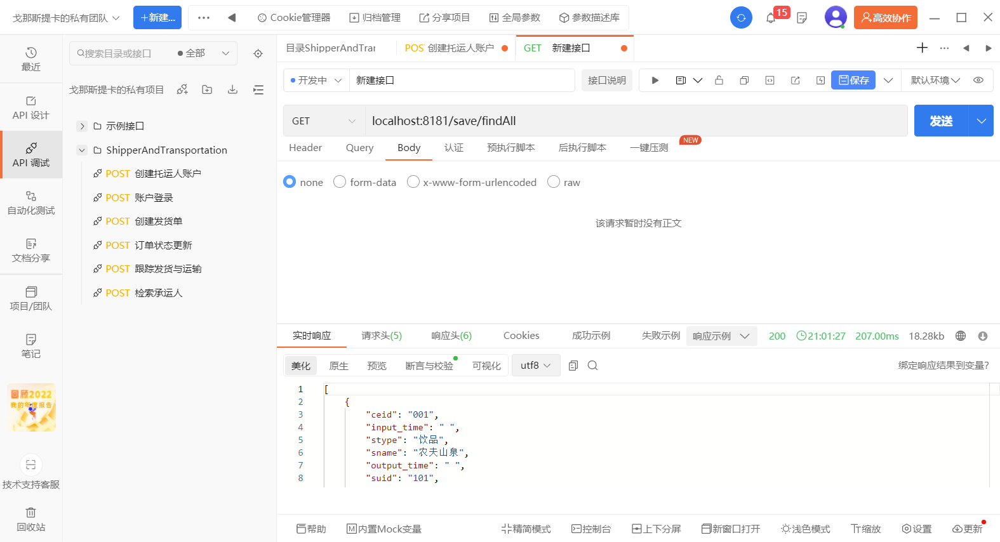 戈那斯提卡的私有团队
+新建...
Cookie管理器
归档管理
分享项目
全局参数
参数描述库
15
高效协作
最近
API 设计
API 调试
自动化测试
文档分享
项目/团队
笔记
回顾2022
我的年度报告
技术支持客服
回收站
搜索目录或接口
全部
戈那斯提卡的私有项目
示例接口
ShipperAndTransportation
POST 创建托运人账户
POST 账户登录
POST 创建发货单
POST 订单状态更新
POST 跟踪发货与运输
POST 检索承运人
目录ShipperAndTrar
POS 创建托运人账户
GET 新建接口
开发中
新建接口
接口说明
保存
默认环境
GET
localhost:8181/save/findAll
发送
Header
Query
Body
认证
预执行脚本
后执行脚本
一键压测
NEW
none
form-data
x-www-form-urlencoded
raw
该请求暂时没有正文
实时响应
请求头(5)
响应头(6)
Cookies
成功示例
失败示例
响应示例
200
21:01:27
207.00ms
18.28kb
美化
原生
预览
断言与校验
可视化
utf8
绑定响应结果到变量?
1 [
2 {
3 "ceid": "001",
4 "input_time": " ",
5 "stype": "饮品",
6 "sname": "农夫山泉",
7 "output_time": " ",
8 "suid": "101",
帮助
内置Mock变量
精简模式
控制台
上下分屏
新窗口打开
浅色模式
缩放
设置
更新